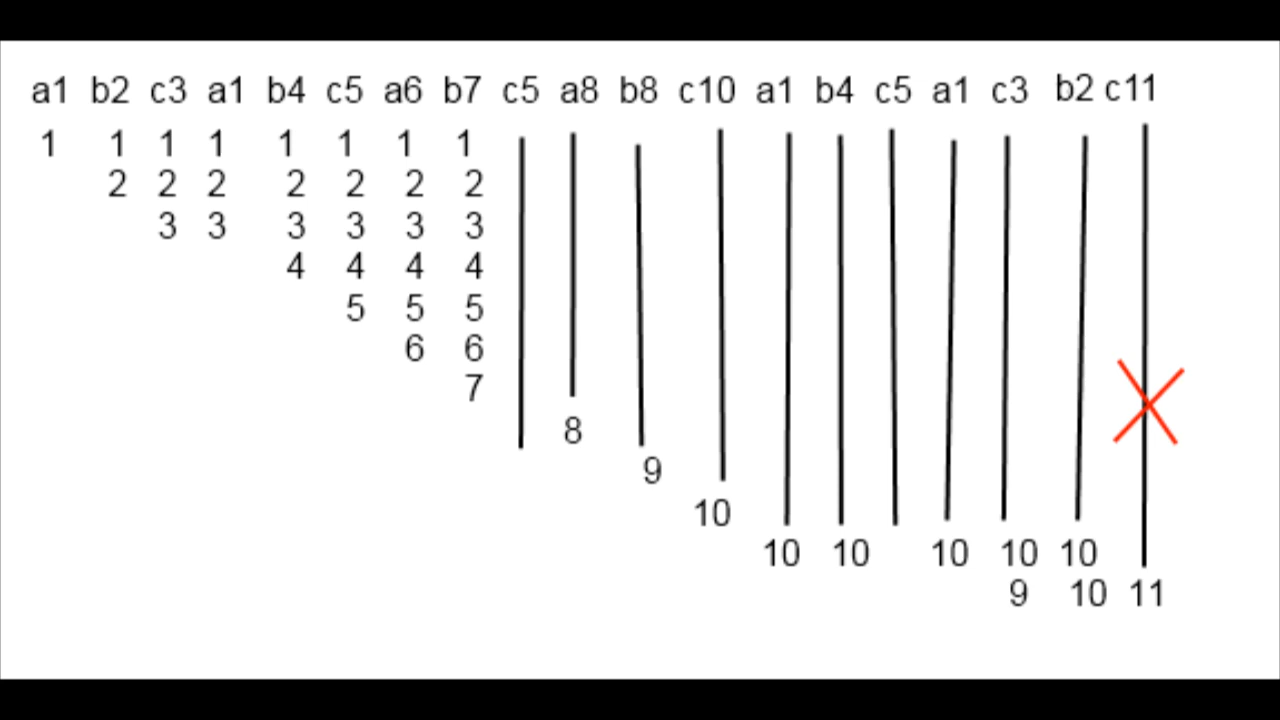 a1 b2 c3 a1 b4 c5 a6 b7 c5 a8 b8 c10 a1 b4 c5 a1 c3 b2 c11
1 1 1 1 1 1 1 1
2 2 2 2 2 2 2
3 3 3 3 3 3
4 4 4 4
5 5 5
6 6
7
8
9
10
10 10 10 10 10
9 10 11